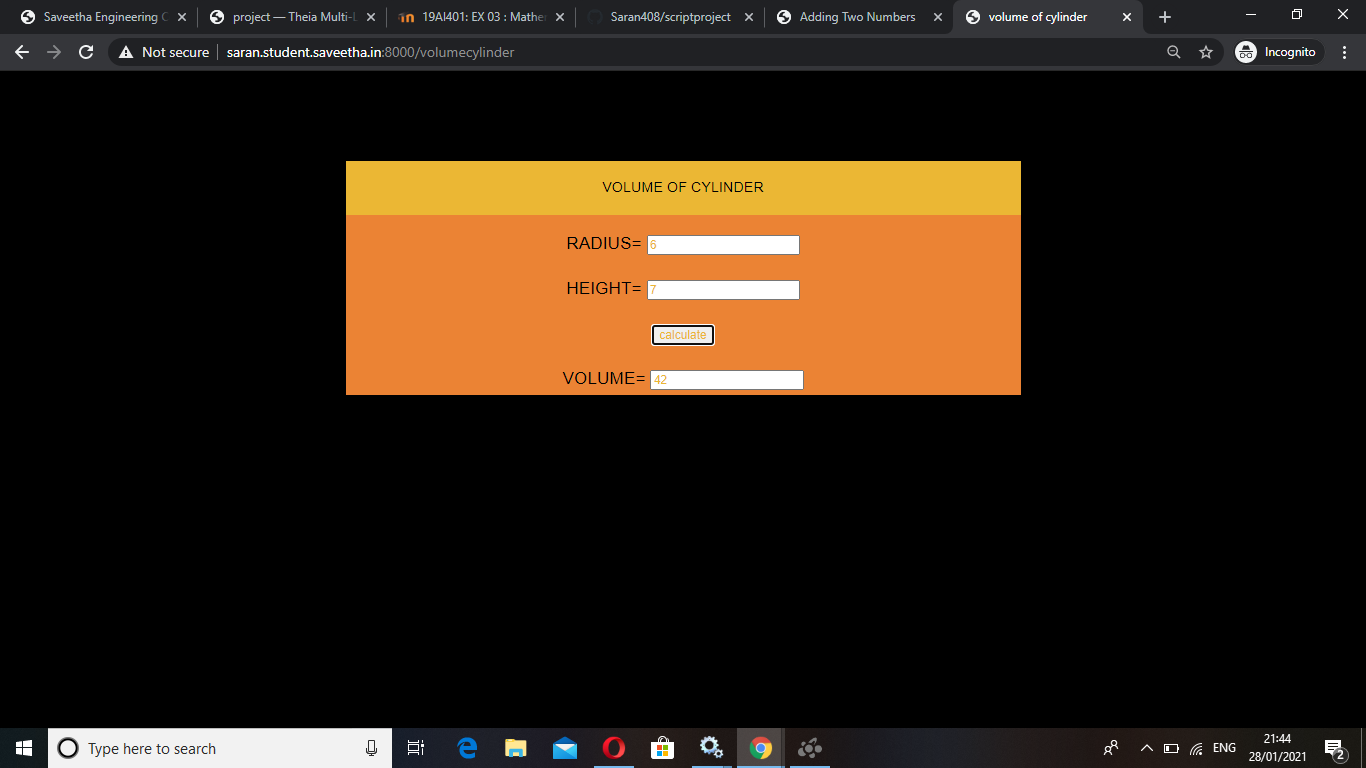 Saveetha Engineering C
project — Theia Multi-L
19AI401: EX 03 : Mather
Saran408/scriptproject
Adding Two Numbers
volume of cylinder
Not secure
saran.student.saveetha.in:8000/volumecylinder
Incognito
VOLUME OF CYLINDER
RADIUS= 6
HEIGHT= 7
calculate
VOLUME= 42
Type here to search
ENG
21:44
28/01/2021
2